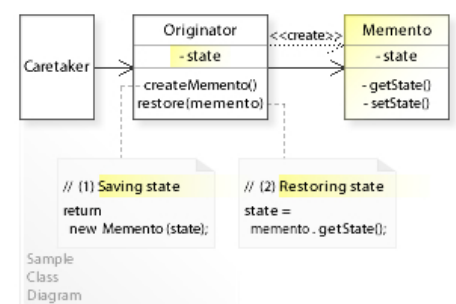 Caretaker
Originator
- state
createMemento()
restore(memento)
<<create>>
Memento
- state
- getState()
- setState()
// (1) Saving state
return
new Memento (state);
// (2) Restoring state
state =
memento . getState();
Sample
Class
Diagram